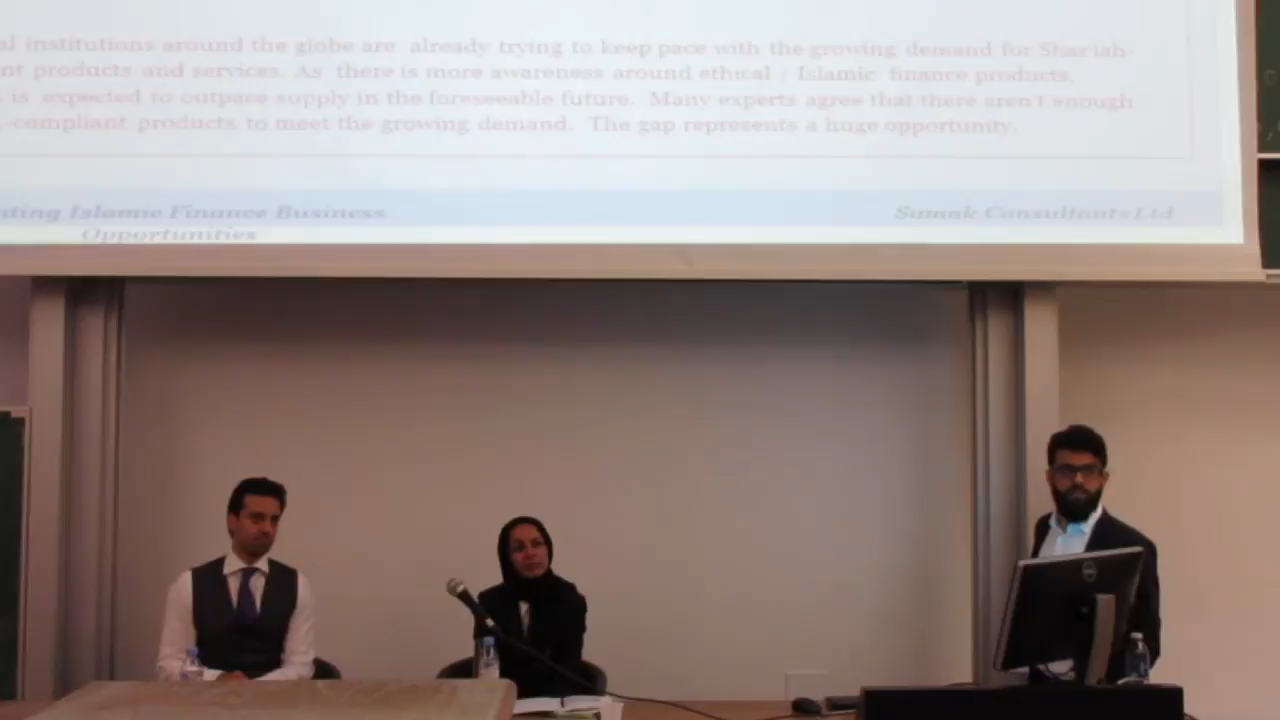 al institutions around the globe are already trying to keep pace with the growing demand for Shar'iah-
nt products and services. As there is more awareness around ethical / Islamic finance products,
is expected to outpace supply in the foreseeable future. Many experts agree that there aren't enough
-compliant products to meet the growing demand. The gap represents a huge opportunity.
ating Islamic Finance Business
Opportunities
Consultants Ltd